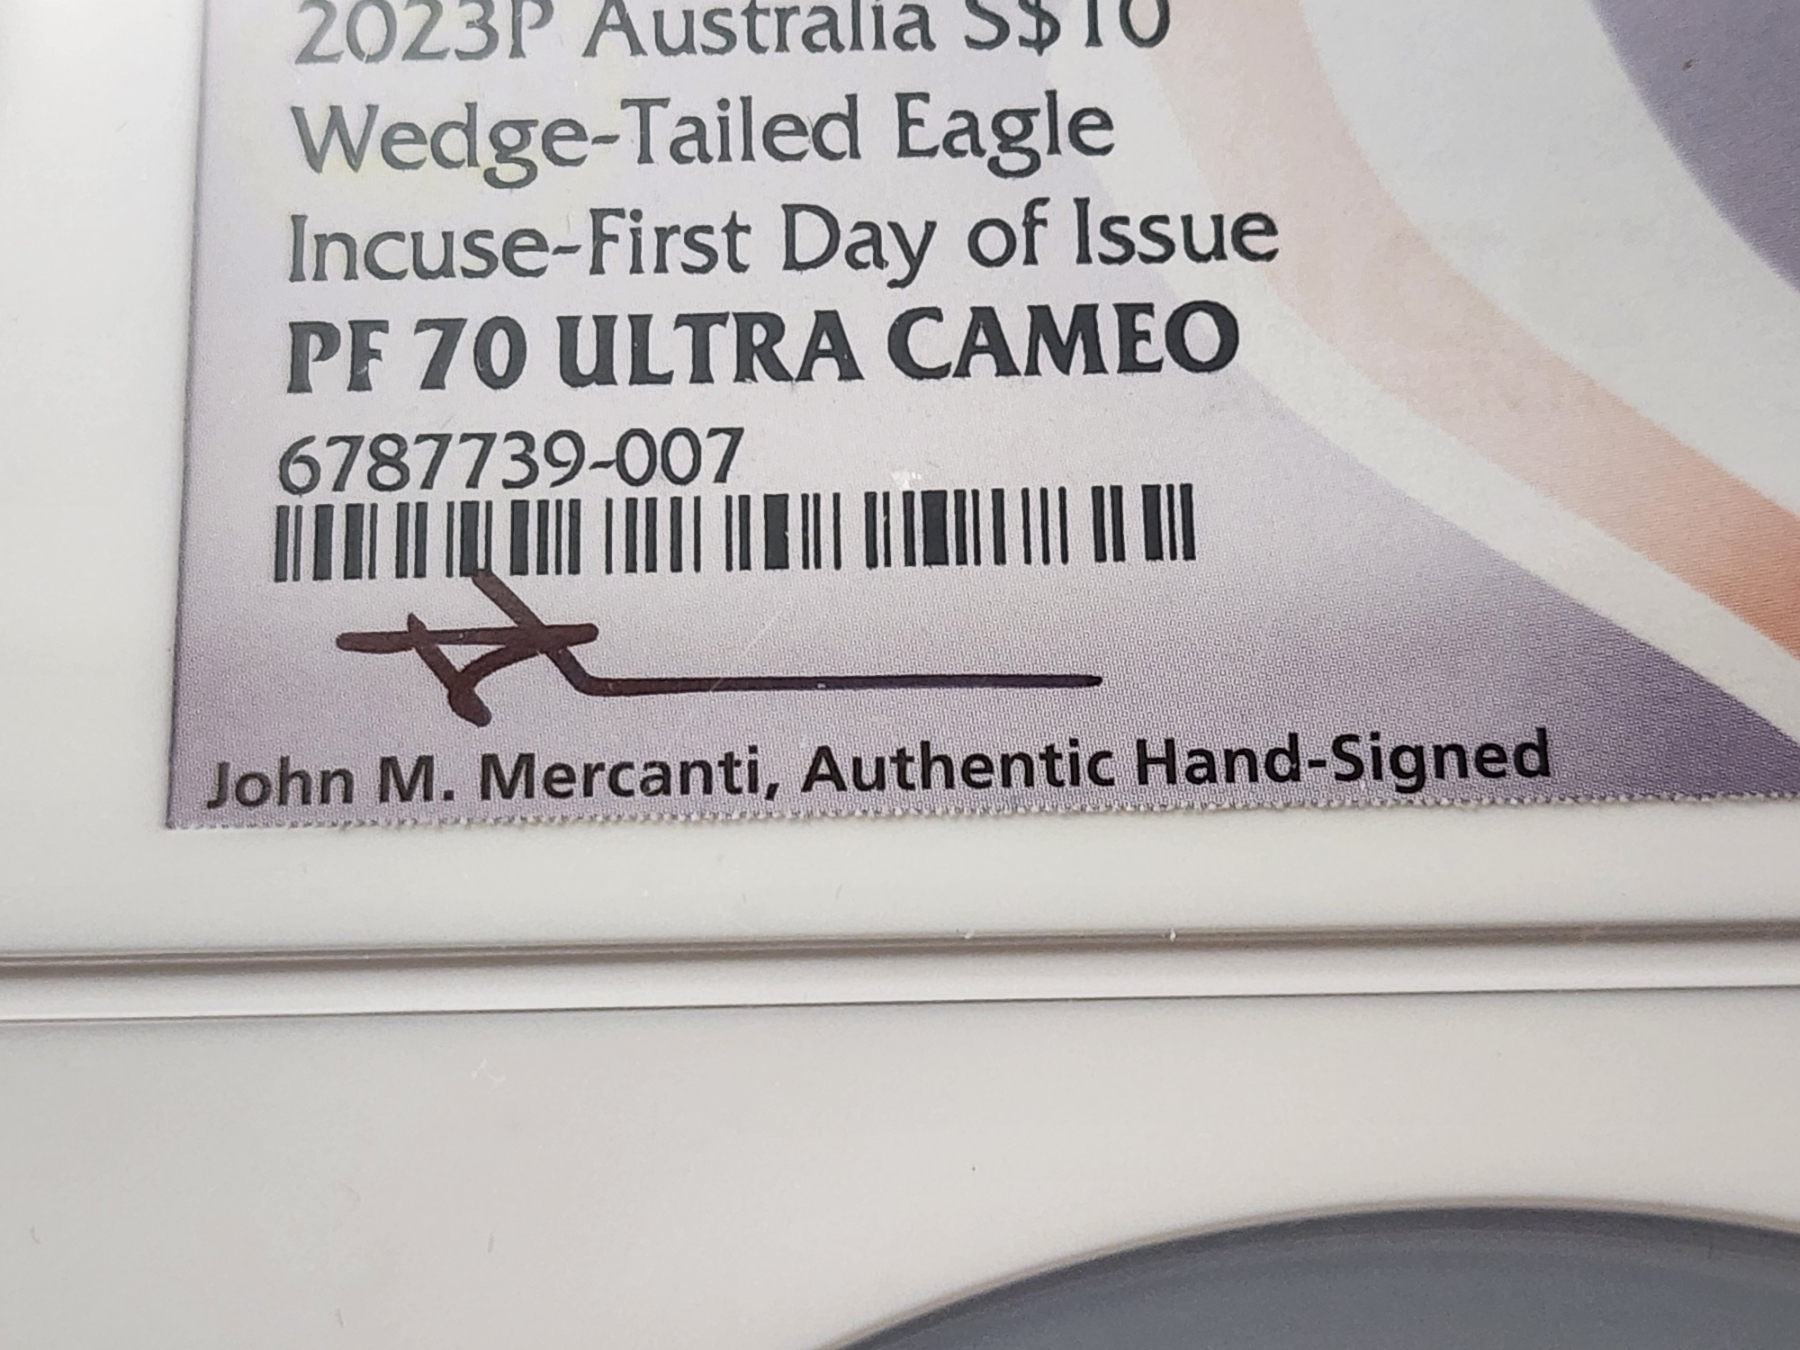 2023P Australia S$10
Wedge-Tailed Eagle
Incuse-First Day of Issue
PF 70 ULTRA CAMEO
6787739-007
John M. Mercanti, Authentic Hand-Signed